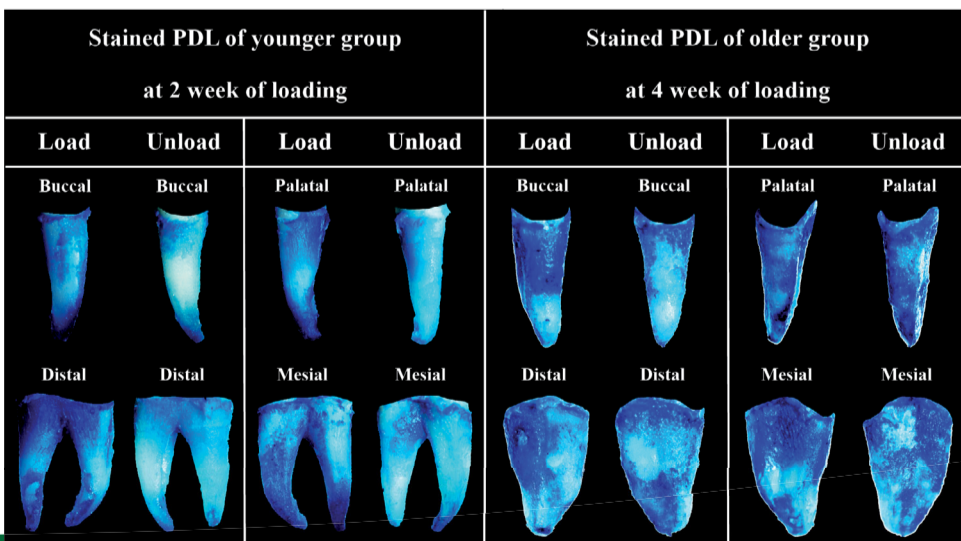 Stained PDL of younger group
at 2 week of loading
Stained PDL of older group
at 4 week of loading
Load Unload Load Unload Load Unload Load Unload
Buccal Buccal Palatal Palatal Buccal Buccal Palatal Palatal
Distal Distal Mesial Mesial Distal Distal Mesial Mesial